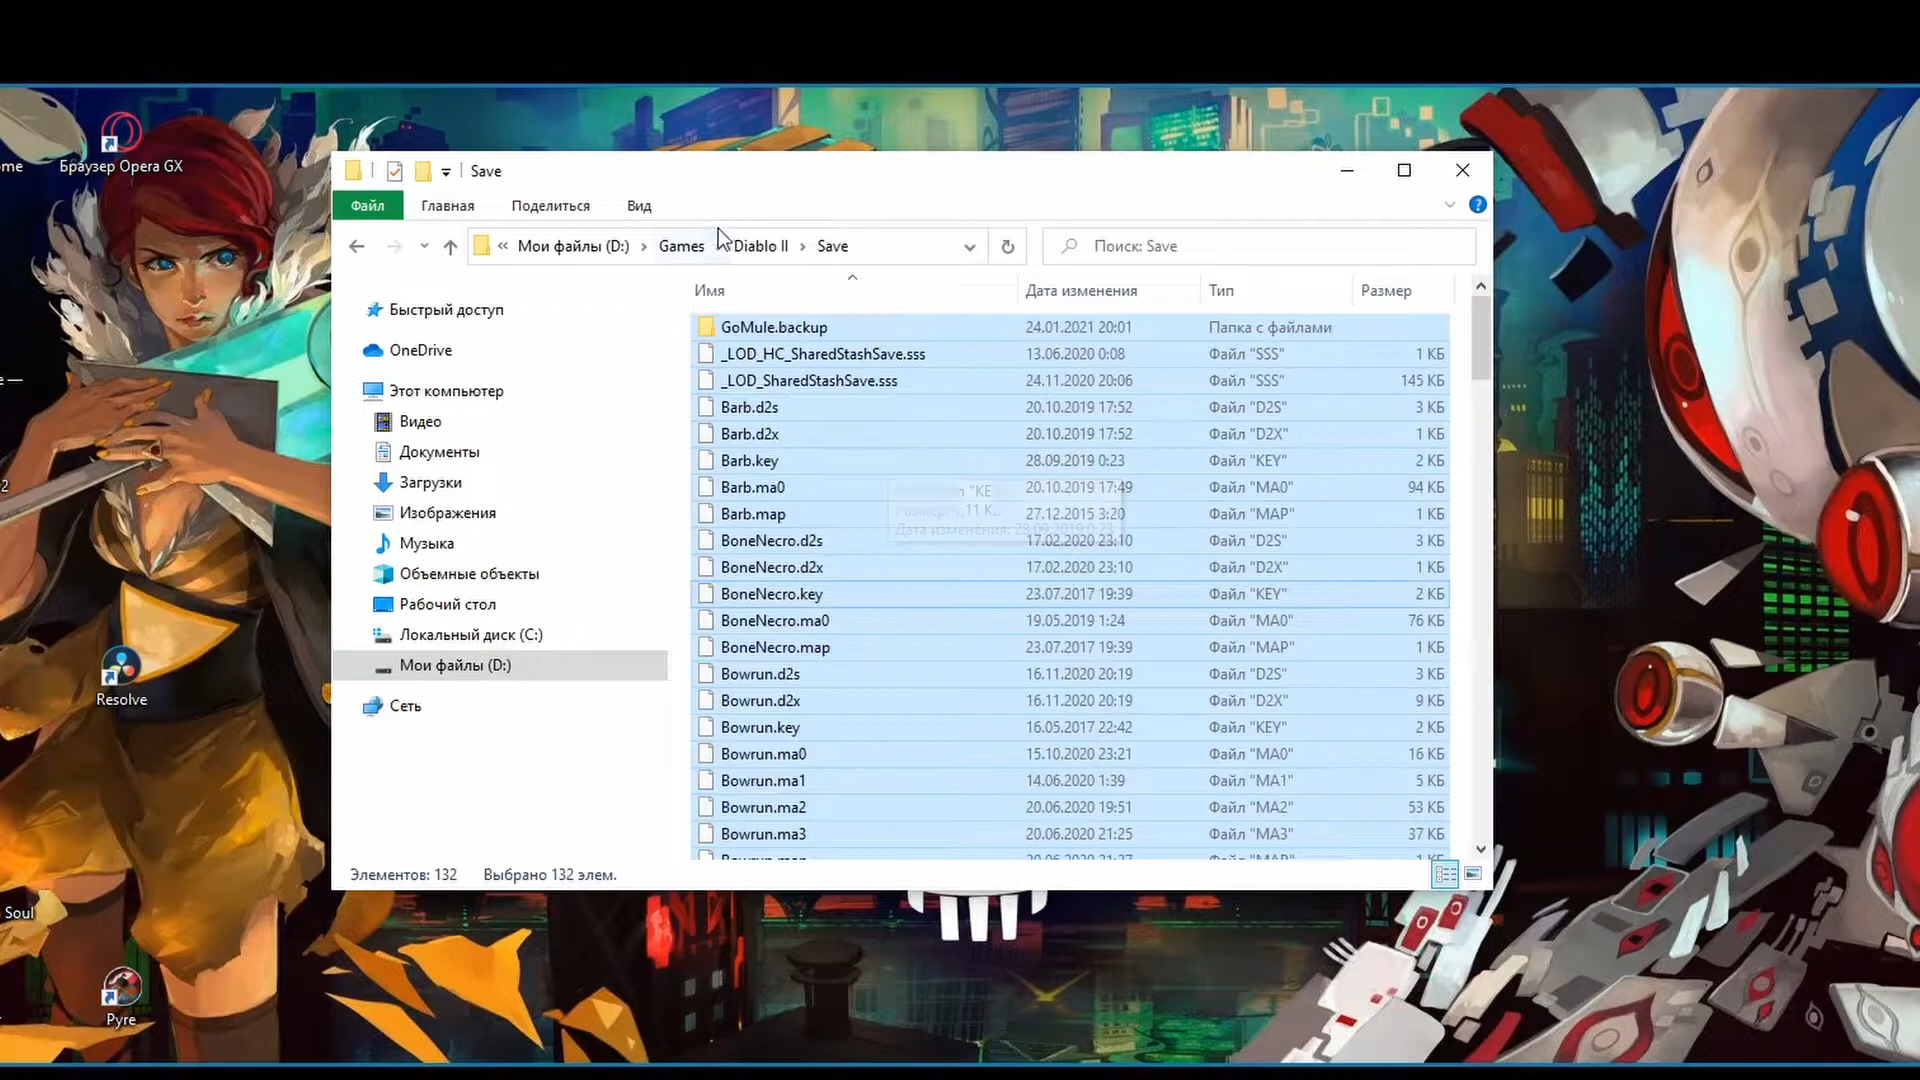 ome
Браузер Opera GX
Save
Файл
Главная
Поделиться
Вид
?
« Мои файлы (D:) › Games Diablo II › Save
Поиск: Save
Имя
Дата изменения
Тип
Размер
Быстрый доступ
OneDrive
Этот компьютер
Видео
Документы
Загрузки
Изображения
Музыка
Объемные объекты
Рабочий стол
Локальный диск (C:)
Мои файлы (D:)
Сеть
GoMule.backup 24.01.2021 20:01 Папка с файлами
_LOD_HC_SharedStashSave.sss 13.06.2020 0:08 Файл "SSS" 1 КБ
_LOD_SharedStashSave.sss 24.11.2020 20:06 Файл "SSS" 145 КБ
Barb.d2s 20.10.2019 17:52 Файл "D2S" 3 КБ
Barb.d2x 20.10.2019 17:52 Файл "D2X" 1 КБ
Barb.key 28.09.2019 0:23 Файл "KEY" 2 КБ
Barb.ma0 20.10.2019 17:49 Файл "MA0" 94 КБ
Barb.map 27.12.2015 3:20 Файл "MAP" 1 КБ
BoneNecro.d2s 17.02.2020 23:10 Файл "D2S" 3 КБ
BoneNecro.d2x 17.02.2020 23:10 Файл "D2X" 1 КБ
BoneNecro.key 23.07.2017 19:39 Файл "KEY" 2 КБ
BoneNecro.ma0 19.05.2019 1:24 Файл "MA0" 76 КБ
BoneNecro.map 23.07.2017 19:39 Файл "MAP" 1 КБ
Bowrun.d2s 16.11.2020 20:19 Файл "D2S" 3 КБ
Bowrun.d2x 16.11.2020 20:19 Файл "D2X" 9 КБ
Bowrun.key 16.05.2017 22:42 Файл "KEY" 2 КБ
Bowrun.ma0 15.10.2020 23:21 Файл "MA0" 16 КБ
Bowrun.ma1 14.06.2020 1:39 Файл "MA1" 5 КБ
Bowrun.ma2 20.06.2020 19:51 Файл "MA2" 53 КБ
Bowrun.ma3 20.06.2020 21:25 Файл "MA3" 37 КБ
Дата изменения: 28.09.2019 0:23
Элементов: 132
Выбрано 132 элем.
Resolve
Soul
Pyre